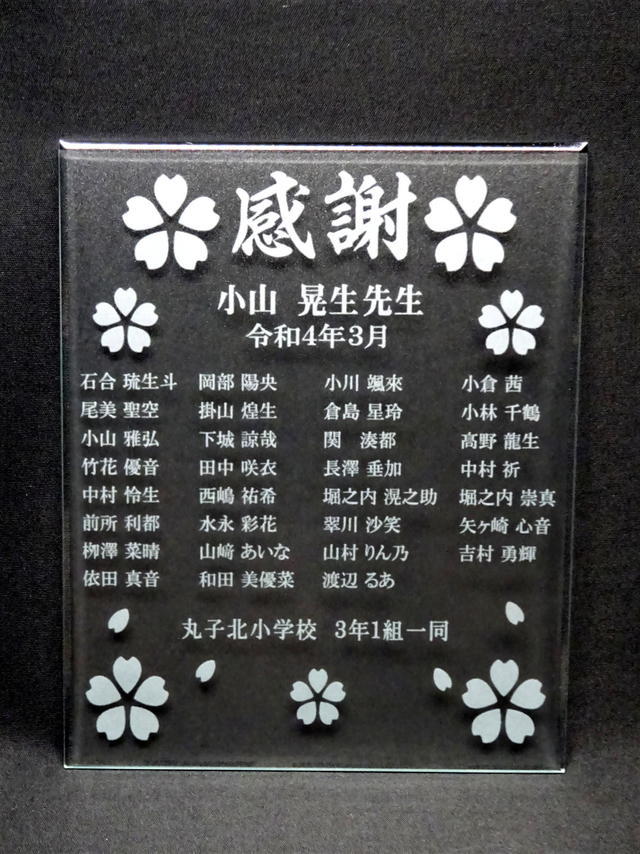 感謝
小山 晃生先生
令和4年3月
石合 琉生斗 岡部 陽央 小川 颯來 小倉 茜
尾美 聖空 掛山 煌生 倉島 星玲 小林 千鶴
小山 雅弘 下城 諒哉 関 湊都 高野 龍生
竹花 優音 田中 咲衣 長澤 垂加 中村 祈
中村 怜生 西嶋 祐希 堀之内 滉之助 堀之内 崇真
前所 利都 水永 彩花 翠川 沙笑 矢ヶ崎 心音
栁澤 菜晴 山﨑 あいな 山村 りん乃 吉村 勇輝
依田 真音 和田 美優菜 渡辺 るあ
丸子北小学校 3年1組一同